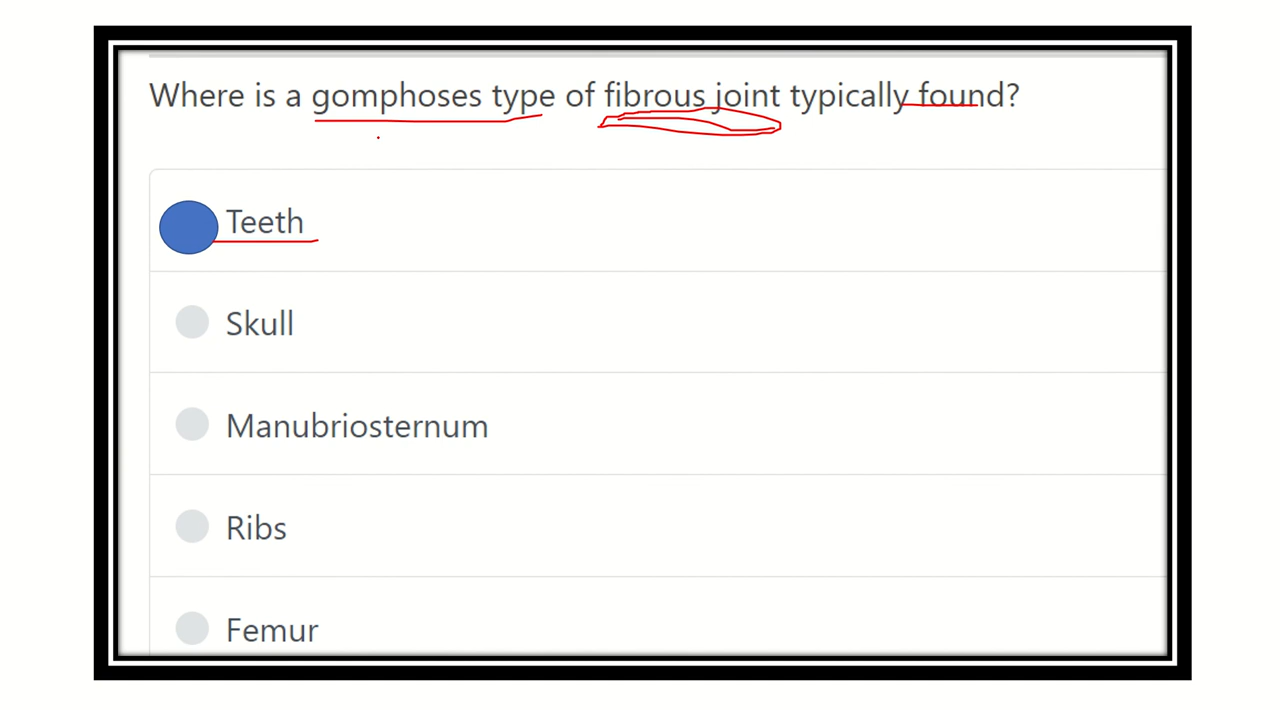 Where is a gomphoses type of fibrous joint typically found?
Teeth
Skull
Manubriosternum
Ribs
Femur